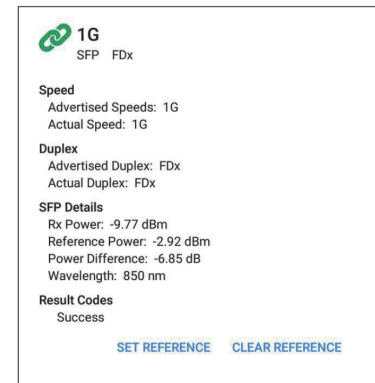 1G
SFP FDx
Speed
Advertised Speeds: 1G
Actual Speed: 1G
Duplex
Advertised Duplex: FDx
Actual Duplex: FDx
SFP Details
Rx Power: -9.77 dBm
Reference Power: -2.92 dBm
Power Difference: -6.85 dB
Wavelength: 850 nm
Result Codes
Success
SET REFERENCE CLEAR REFERENCE